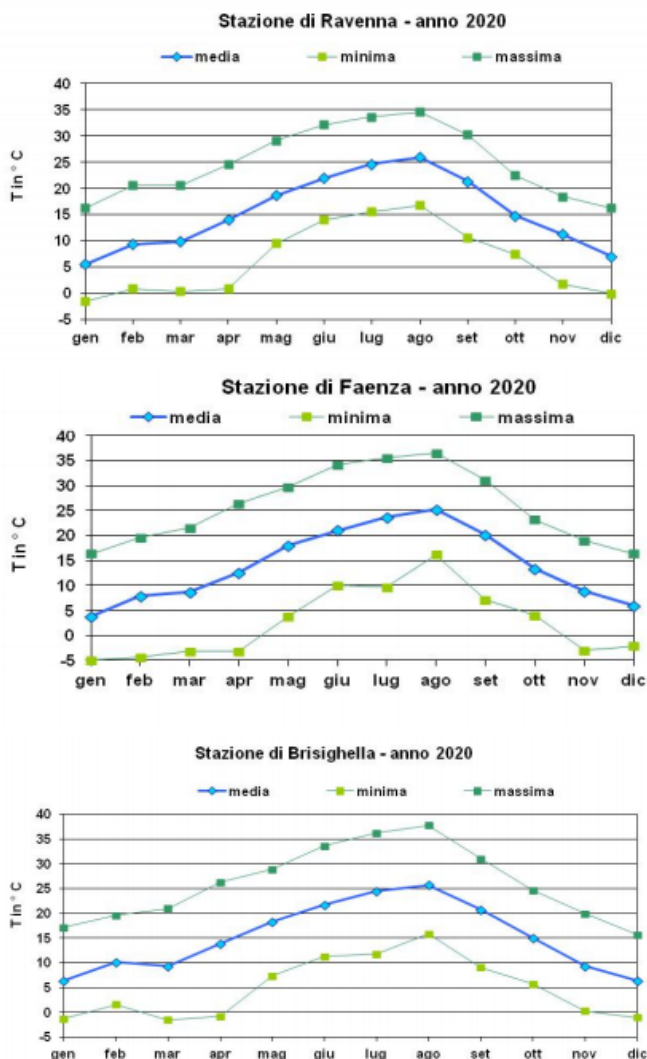 Stazione di Ravenna - anno 2020
media minima massima
T in ° C
40
35
30
25
20
15
10
5
0
-5
gen feb mar apr mag giu lug ago set ott nov dic
Stazione di Faenza - anno 2020
media minima massima
T in ° C
40
35
30
25
20
15
10
5
0
-5
gen feb mar apr mag giu lug ago set ott nov dic
Stazione di Brisighella - anno 2020
media minima massima
T in ° C
40
35
30
25
20
15
10
5
0
-5
gen feb mar apr mag giu lug ago set ott nov dic